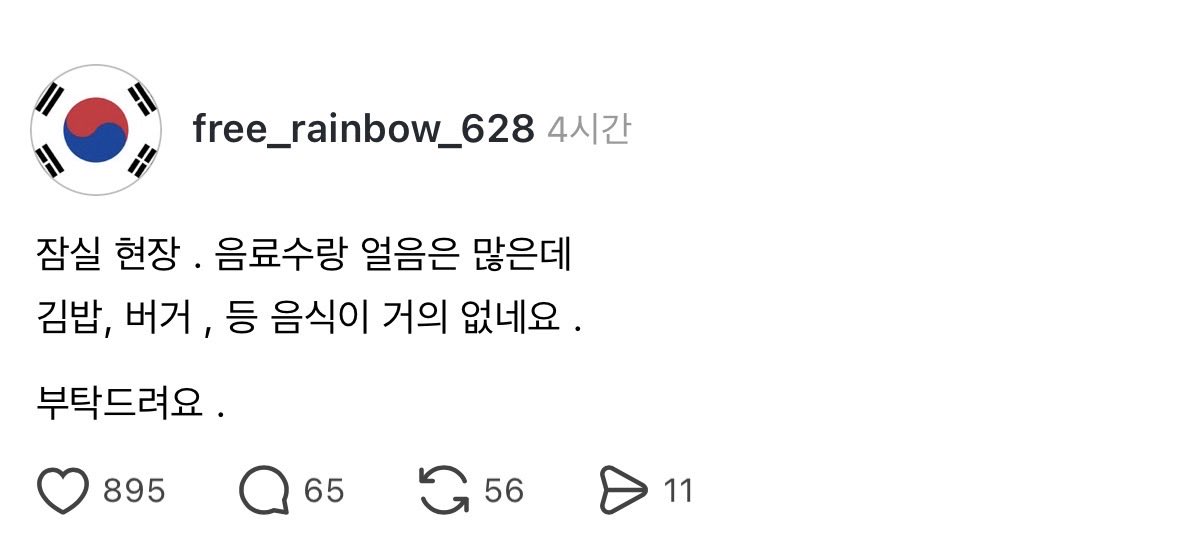 free_rainbow_628 4시간
잠실 현장 . 음료수랑 얼음은 많은데
김밥, 버거 , 등 음식이 거의 없네요 .
부탁드려요 .
895 65 56 11